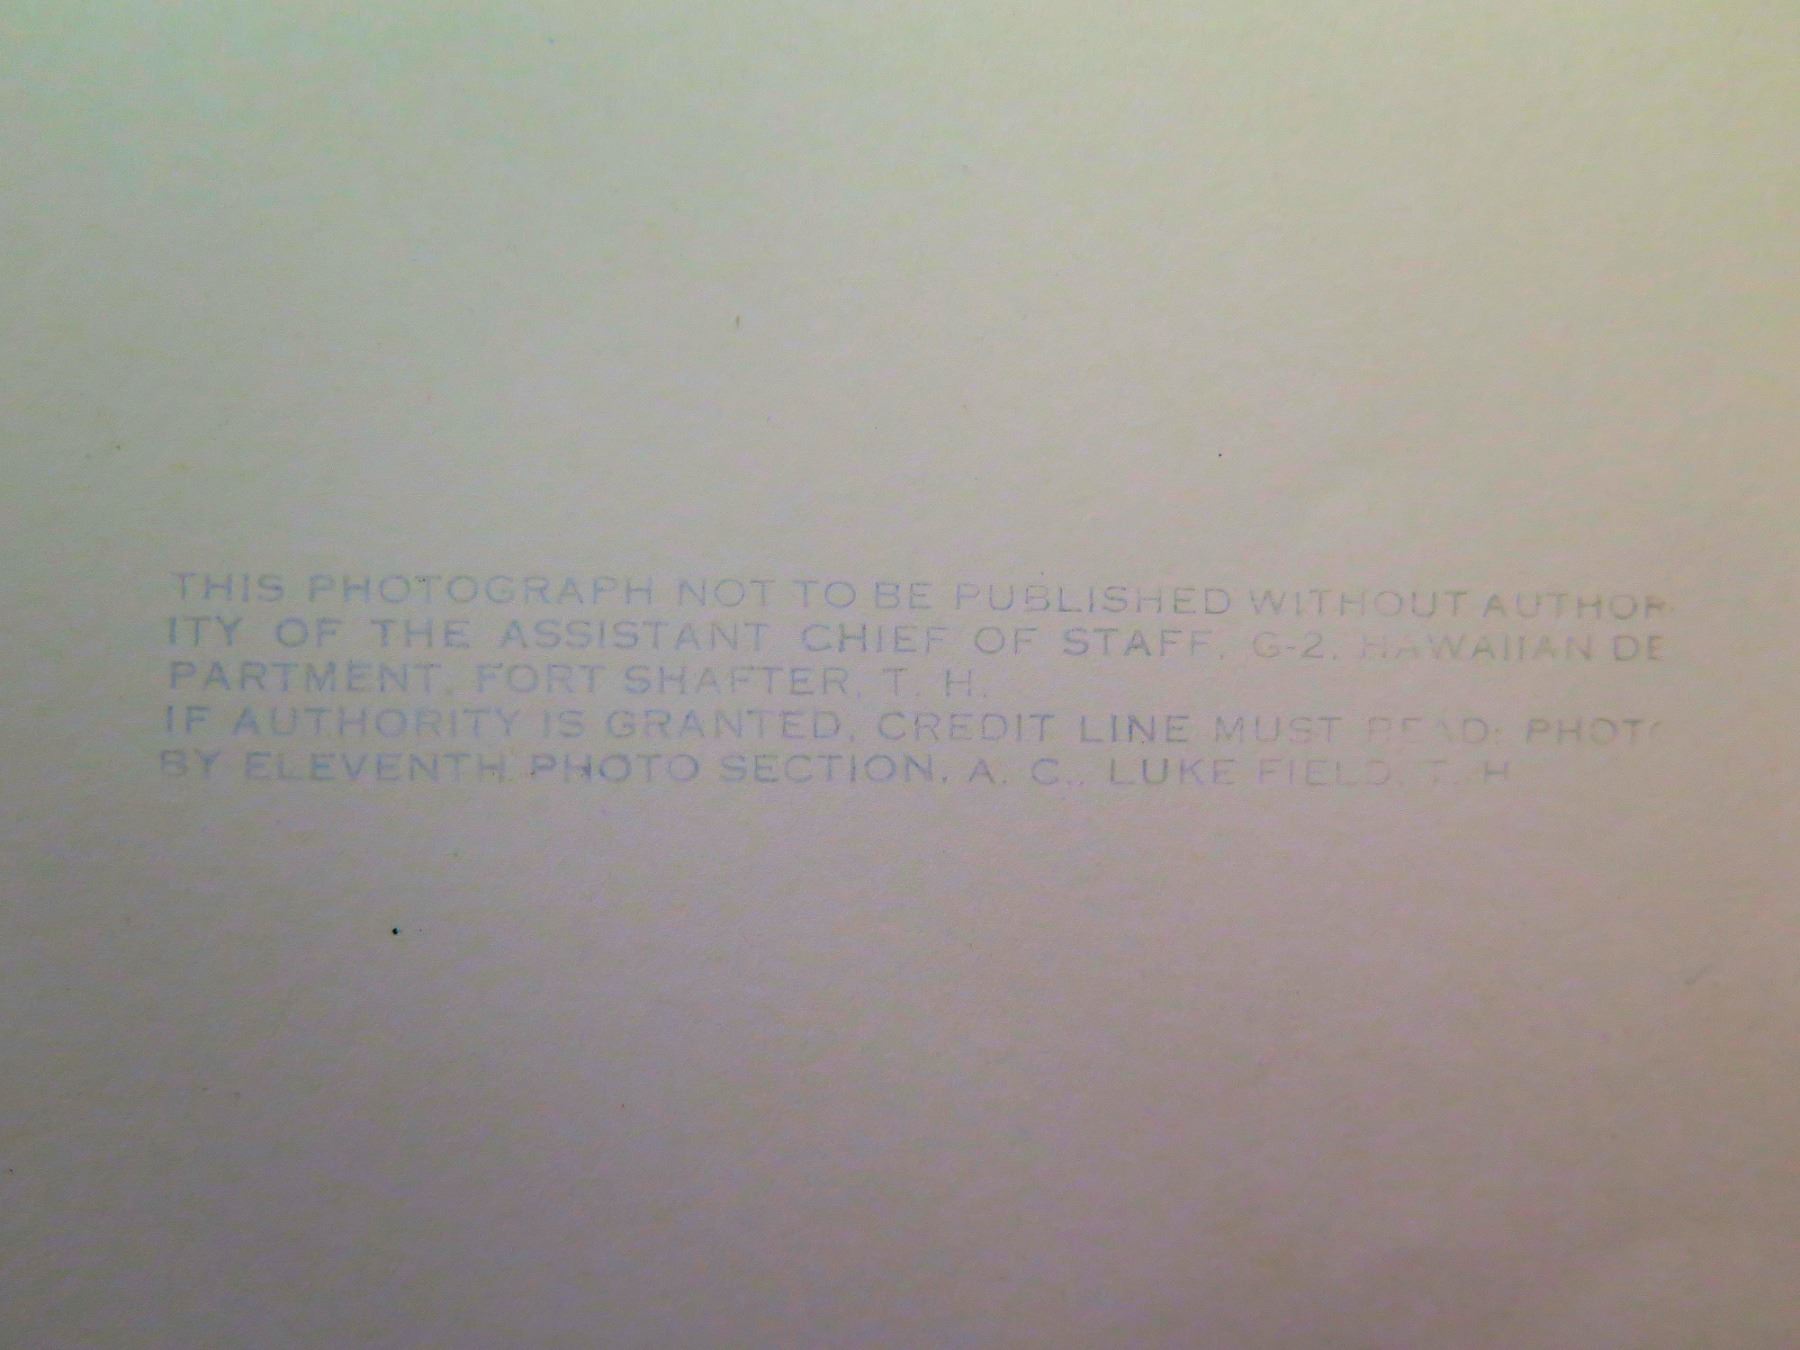 THIS PHOTOGRAPH NOT TO BE PUBLISHED WITHOUT AUTHOR
ITY OF THE ASSISTANT CHIEF OF STAFF, G-2, HAWAIIAN DE
PARTMENT, FORT SHAFTER, T. H.
IF AUTHORITY IS GRANTED, CREDIT LINE MUST READ: PHOTO
BY ELEVENTH PHOTO SECTION, A. C., LUKE FIELD, T. H